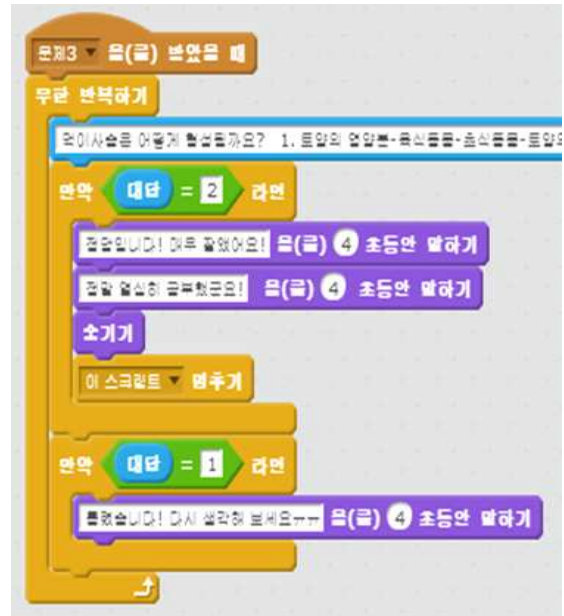 문제3 을(를) 받았을 때
무한 반복하기
먹이사슬은 어떻게 형성될까요? 1. 토양의 영양분-육식동물-초식동물-토양의
만약 대답 = 2 라면
정답입니다! 매우 잘했어요! 을(를) 4 초동안 말하기
정말 열심히 공부했군요! 을(를) 4 초동안 말하기
숨기기
이 스크립트 멈추기
만약 대답 = 1 라면
틀렸습니다! 다시 생각해 보세요ㅠㅠ 을(를) 4 초동안 말하기